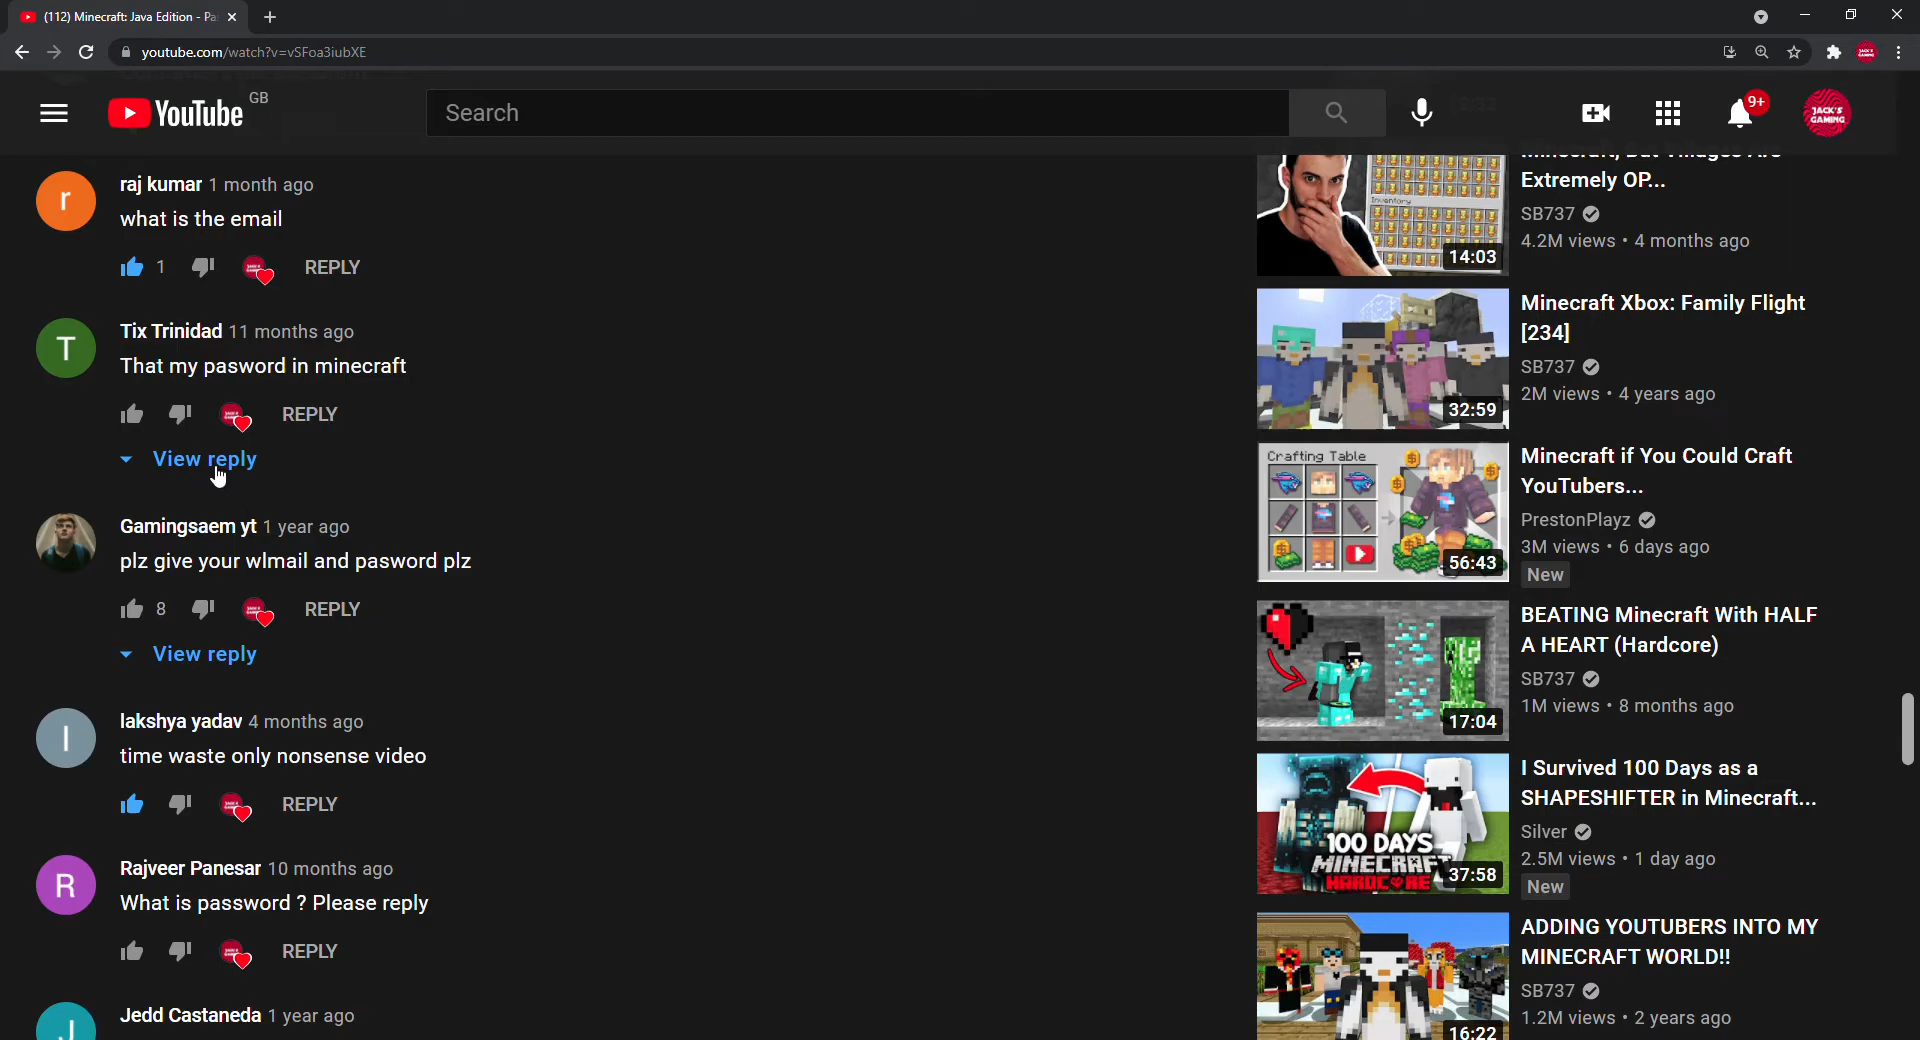 (112) Minecraft: Java Edition - Pa
youtube.com/watch?v=vSFoa3iubXE
YouTube GB
Search
9+
JACK'S GAMING
raj kumar 1 month ago
what is the email
1
REPLY
Tix Trinidad 11 months ago
That my pasword in minecraft
REPLY
View reply
Gamingsaem yt 1 year ago
plz give your wlmail and pasword plz
8
REPLY
View reply
lakshya yadav 4 months ago
time waste only nonsense video
REPLY
Rajveer Panesar 10 months ago
What is password ? Please reply
REPLY
Jedd Castaneda 1 year ago
r
T
l
R
J
Inventory
14:03
Minecraft, But Villages Are
Extremely OP...
SB737
4.2M views • 4 months ago
32:59
Minecraft Xbox: Family Flight
[234]
SB737
2M views • 4 years ago
Crafting Table
56:43
Minecraft if You Could Craft
YouTubers...
PrestonPlayz
3M views • 6 days ago
New
17:04
BEATING Minecraft With HALF
A HEART (Hardcore)
SB737
1M views • 8 months ago
100 DAYS
MINECRAFT
HARDCORE
37:58
I Survived 100 Days as a
SHAPESHIFTER in Minecraft...
Silver
2.5M views • 1 day ago
New
16:22
ADDING YOUTUBERS INTO MY
MINECRAFT WORLD!!
SB737
1.2M views • 2 years ago